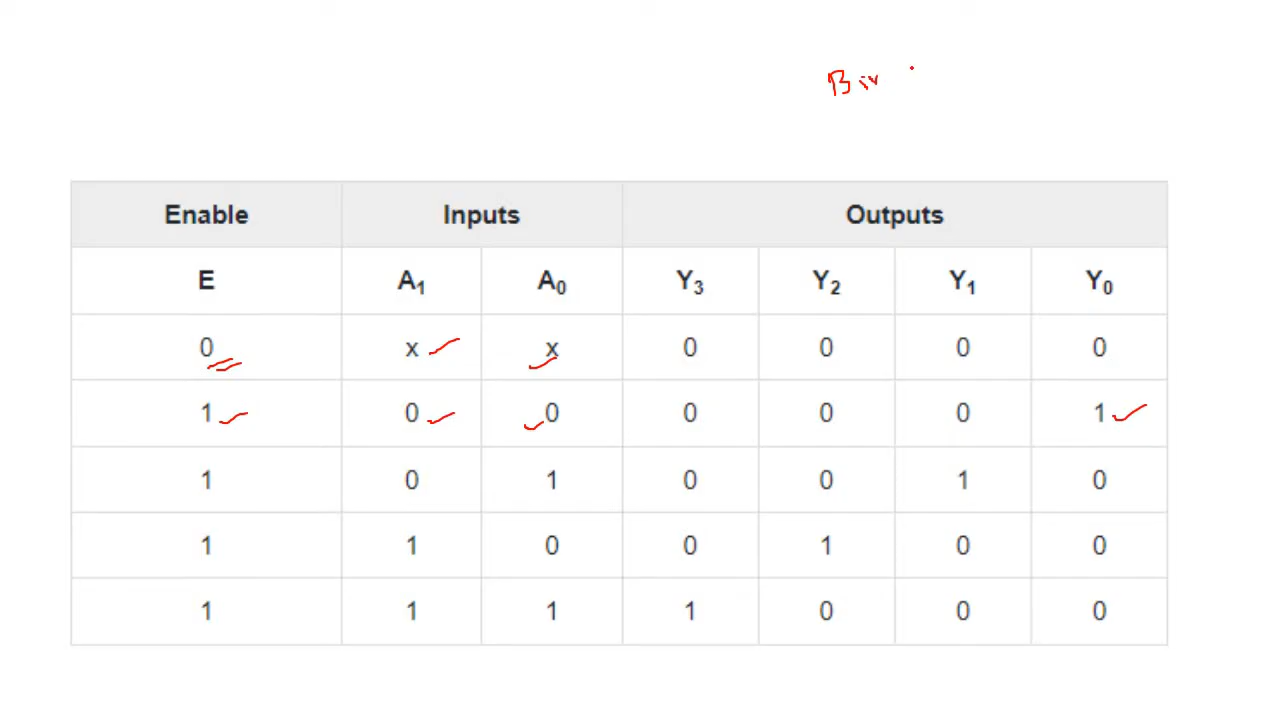 Enable Inputs Outputs
E A₁ A₀ Y₃ Y₂ Y₁ Y₀
0 x x 0 0 0 0
1 0 0 0 0 0 1
1 0 1 0 0 1 0
1 1 0 0 1 0 0
1 1 1 1 0 0 0